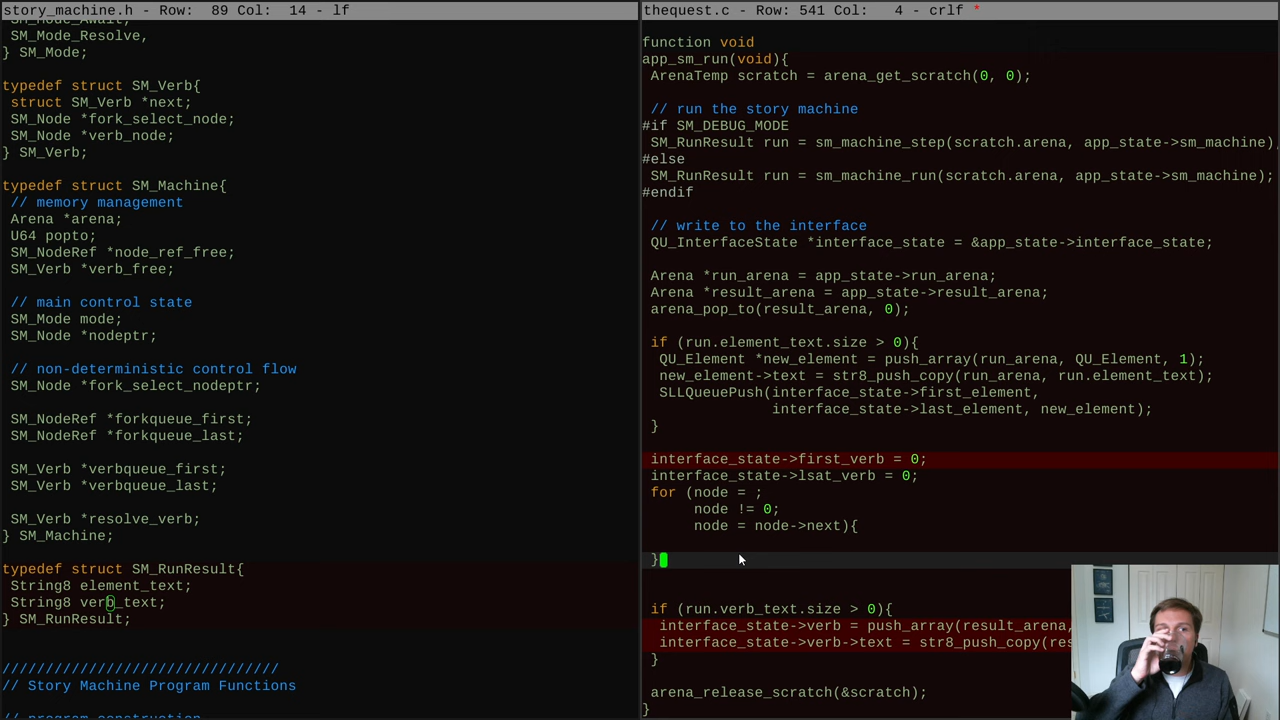 story_machine.h - Row:  89 Col:  14 - lf
SM_Mode_Await,
SM_Mode_Resolve,
} SM_Mode;
typedef struct SM_Verb{
struct SM_Verb *next;
SM_Node *fork_select_node;
SM_Node *verb_node;
} SM_Verb;
typedef struct SM_Machine{
// memory management
Arena *arena;
U64 popto;
SM_NodeRef *node_ref_free;
SM_Verb *verb_free;
// main control state
SM_Mode mode;
SM_Node *nodeptr;
// non-deterministic control flow
SM_Node *fork_select_nodeptr;
SM_NodeRef *forkqueue_first;
SM_NodeRef *forkqueue_last;
SM_Verb *verbqueue_first;
SM_Verb *verbqueue_last;
SM_Verb *resolve_verb;
} SM_Machine;
typedef struct SM_RunResult{
String8 element_text;
String8 verb_text;
} SM_RunResult;
////////////////////////////////
// Story Machine Program Functions
// program construction
thequest.c - Row: 541 Col:   4 - crlf *
function void
app_sm_run(void){
ArenaTemp scratch = arena_get_scratch(0, 0);
// run the story machine
#if SM_DEBUG_MODE
SM_RunResult run = sm_machine_step(scratch.arena, app_state->sm_machine)
#else
SM_RunResult run = sm_machine_run(scratch.arena, app_state->sm_machine);
#endif
// write to the interface
QU_InterfaceState *interface_state = &app_state->interface_state;
Arena *run_arena = app_state->run_arena;
Arena *result_arena = app_state->result_arena;
arena_pop_to(result_arena, 0);
if (run.element_text.size > 0){
QU_Element *new_element = push_array(run_arena, QU_Element, 1);
new_element->text = str8_push_copy(run_arena, run.element_text);
SLLQueuePush(interface_state->first_element,
interface_state->last_element, new_element);
}
interface_state->first_verb = 0;
interface_state->lsat_verb = 0;
for (node = ;
node != 0;
node = node->next){
}
if (run.verb_text.size > 0){
interface_state->verb = push_array(result_arena,
interface_state->verb->text = str8_push_copy(res
}
arena_release_scratch(&scratch);
}